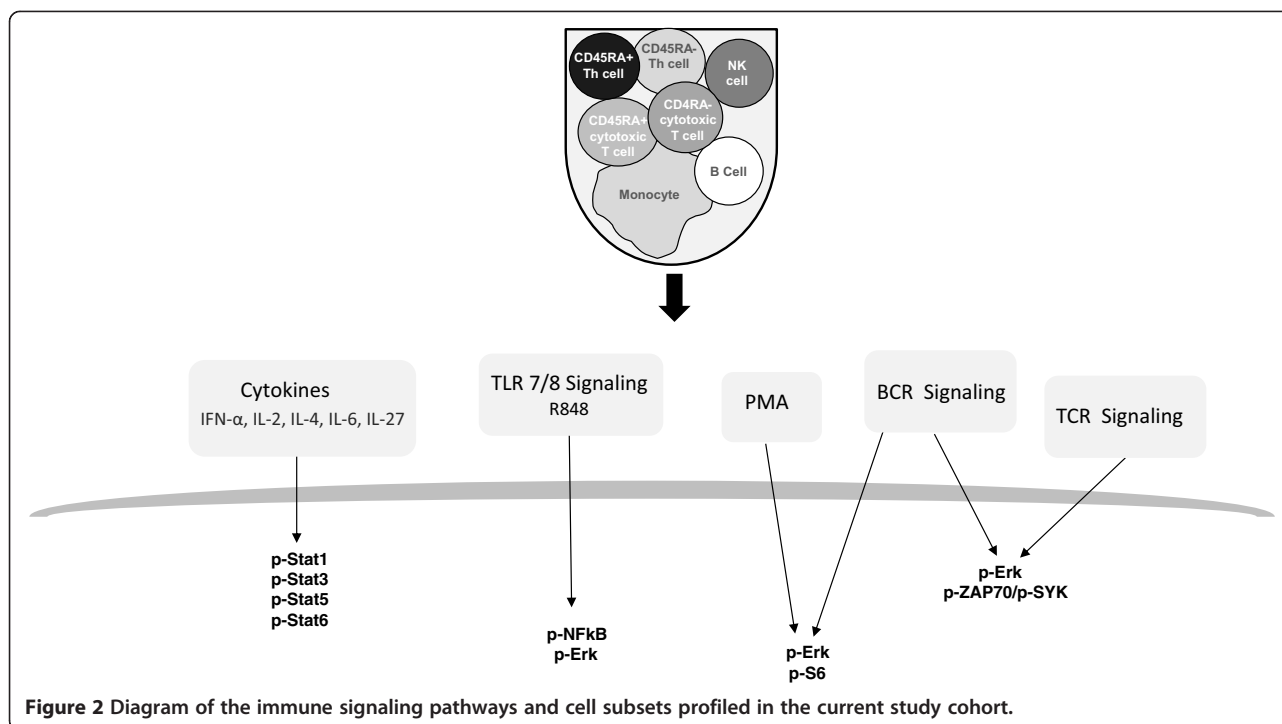 CD45RA+
Th cell
CD45RA-
Th cell
NK
cell
CD45RA+
cytotoxic
T cell
CD4RA-
cytotoxic
T cell
B Cell
Monocyte
Cytokines
IFN-α, IL-2, IL-4, IL-6, IL-27
TLR 7/8 Signaling
R848
PMA
BCR Signaling
TCR Signaling
p-Stat1
p-Stat3
p-Stat5
p-Stat6
p-NFkB
p-Erk
p-Erk
p-S6
p-Erk
p-ZAP70/p-SYK
Figure 2 Diagram of the immune signaling pathways and cell subsets profiled in the current study cohort.